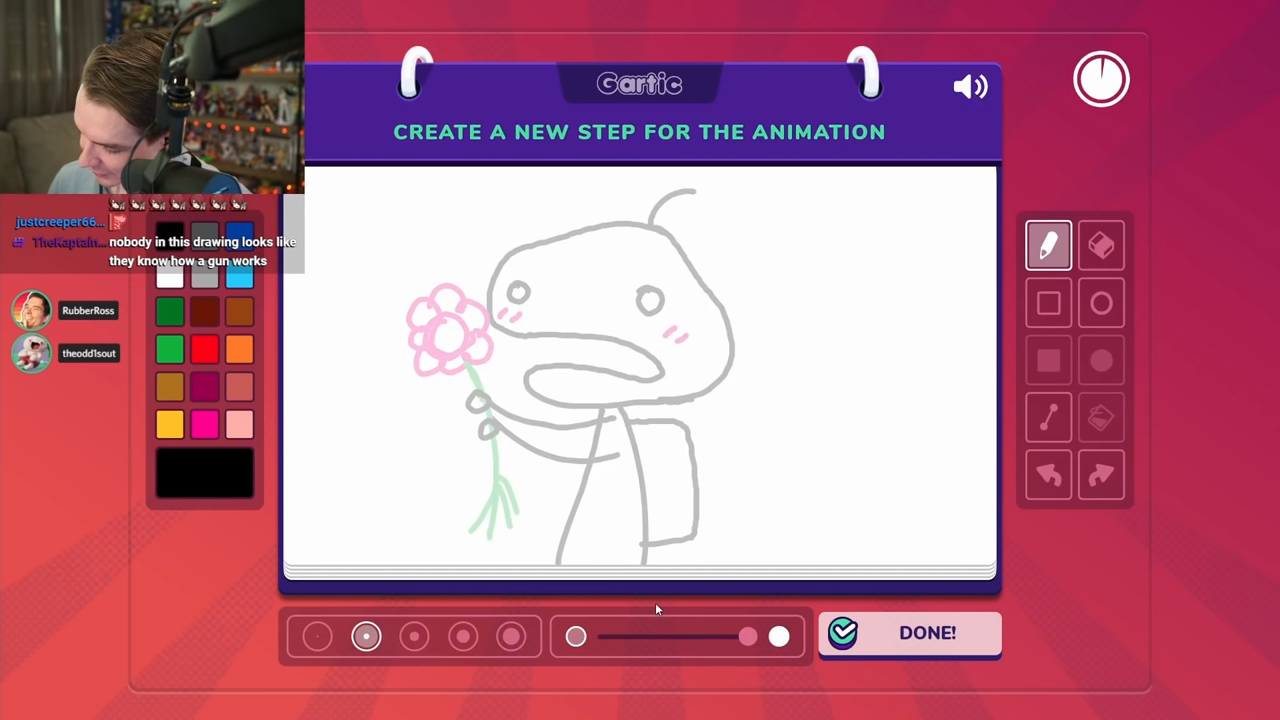 Gartic
CREATE A NEW STEP FOR THE ANIMATION
justcreeper66...
TheKaptain... nobody in this drawing looks like
they know how a gun works
RubberRoss
theodd1sout
DONE!